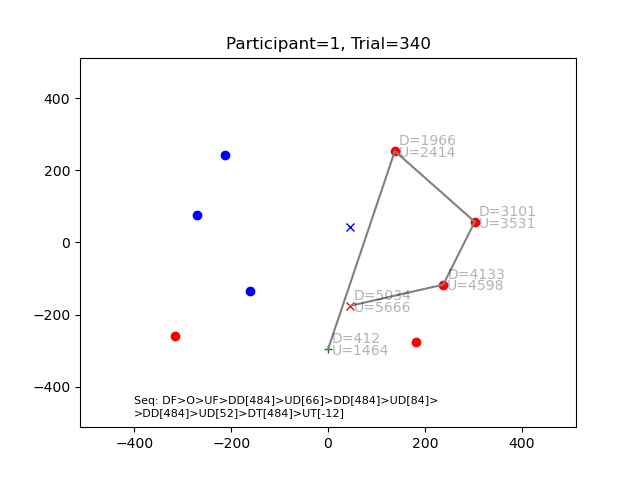 Participant=1, Trial=340
400
200
0
−200
−400
−400
−200
0
200
400
D=1966
U=2414
D=3101
U=3531
D=4133
U=4598
D=5034
U=5666
D=412
U=1464
Seq: DF>O>UF>DD[484]>UD[66]>DD[484]>UD[84]>
>DD[484]>UD[52]>DT[484]>UT[-12]